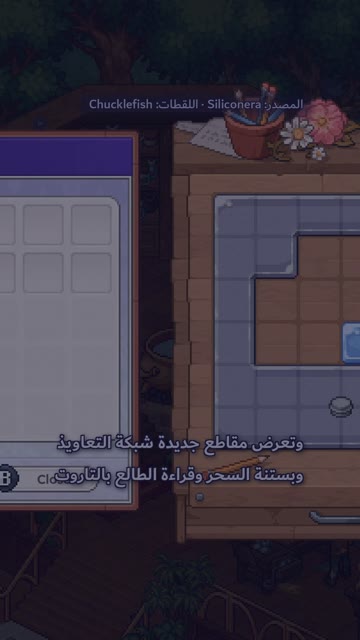 المصدر: Siliconera · اللقطات: Chucklefish
وتعرض مقاطع جديدة شبكة التعاويذ
وبستنة السحر وقراءة الطالع بالتاروت
B